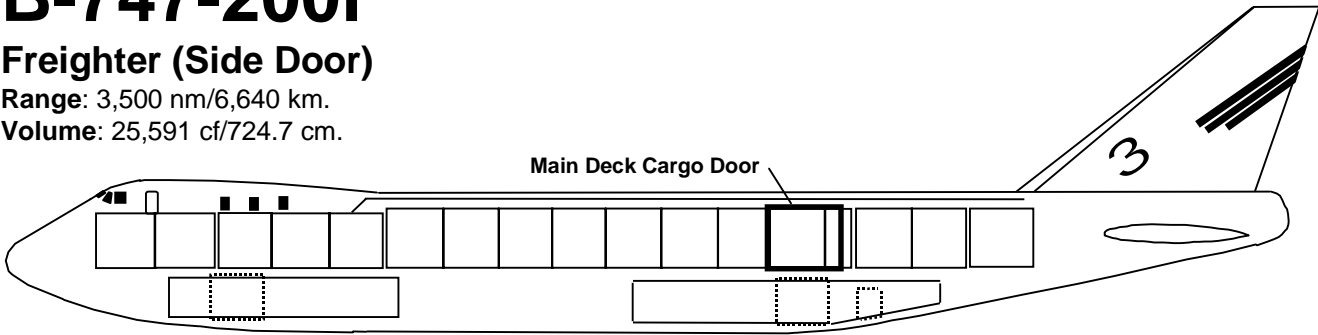 B-747-200f
Freighter (Side Door)
Range: 3,500 nm/6,640 km.
Volume: 25,591 cf/724.7 cm.
Main Deck Cargo Door
3